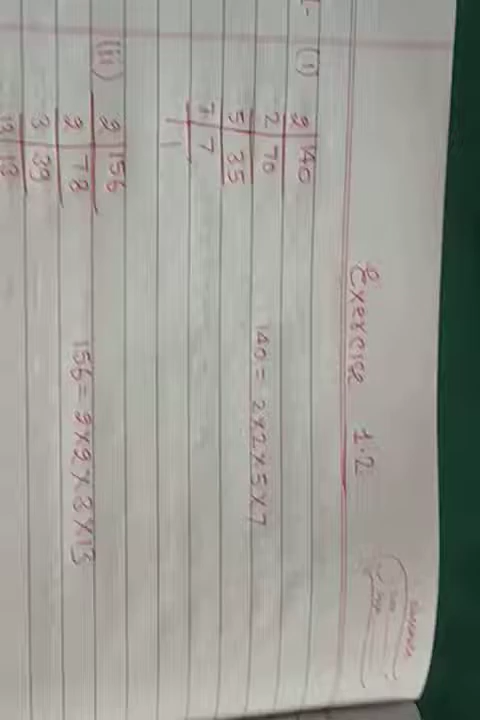 Exercise 1.2
1. (i) 2 | 140
2 | 70
5 | 35
7 | 7
1
140 = 2×2×5×7
(ii) 2 | 156
2 | 78
3 | 39
13 | 13
156 = 2×2×3×13